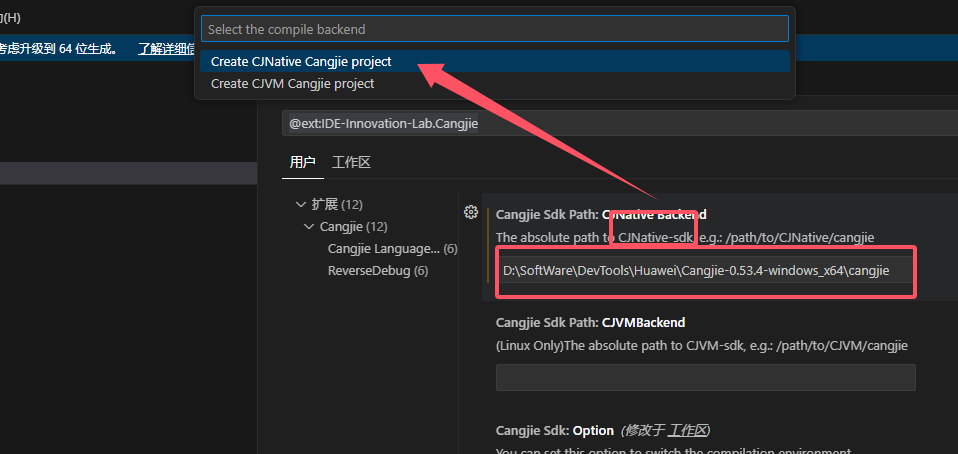 (H)
考虑升级到 64 位生成。 了解详细信
Select the compile backend
Create CJNative Cangjie project
Create CJVM Cangjie project
@ext:IDE-Innovation-Lab.Cangjie
用户 工作区
扩展 (12)
Cangjie (12)
Cangjie Language... (6)
ReverseDebug (6)
Cangjie Sdk Path: CJNative Backend
The absolute path to CJNative-sdk, e.g.: /path/to/CJNative/cangjie
D:\SoftWare\DevTools\Huawei\Cangjie-0.53.4-windows_x64\cangjie
Cangjie Sdk Path: CJVMBackend
(Linux Only)The absolute path to CJVM-sdk, e.g.: /path/to/CJVM/cangjie
Cangjie Sdk: Option (修改于 工作区)
You can set this option to switch the compilation environment